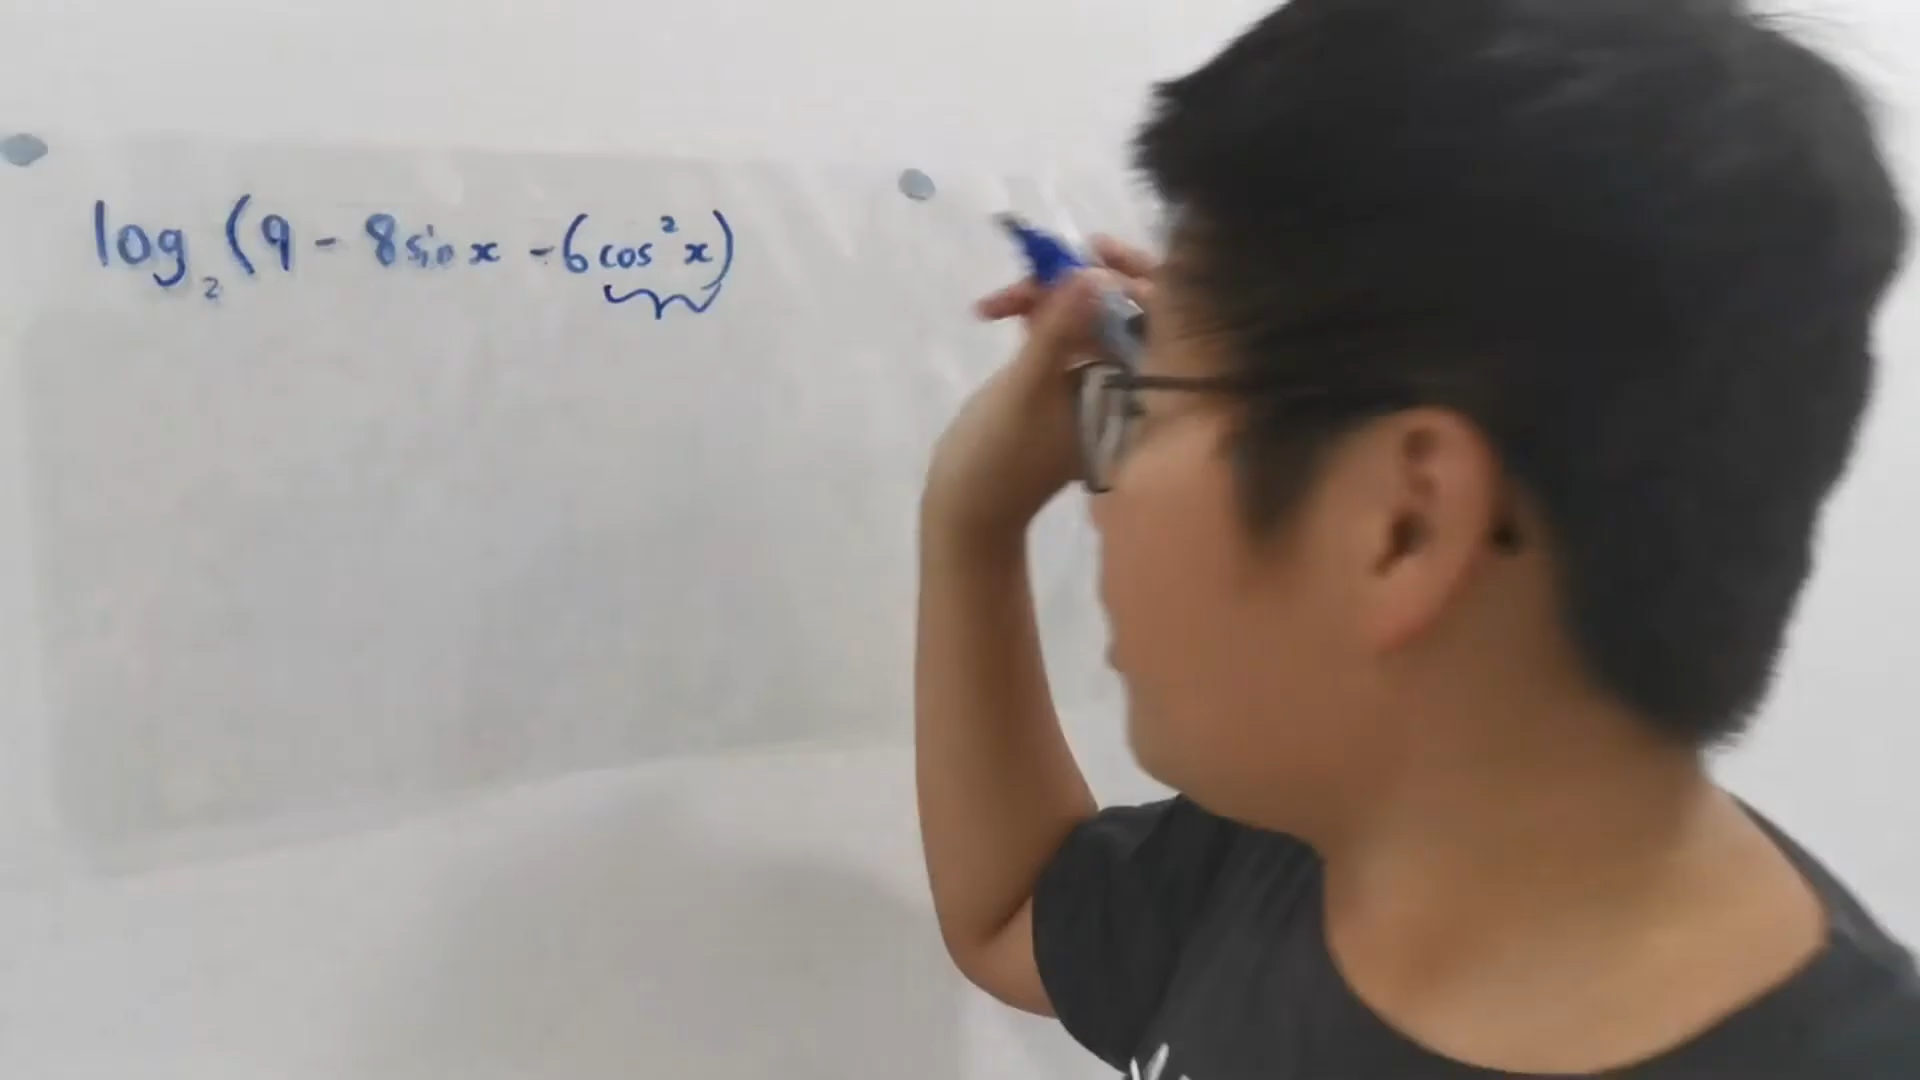 log₂(9 - 8sin x - 6cos²x)